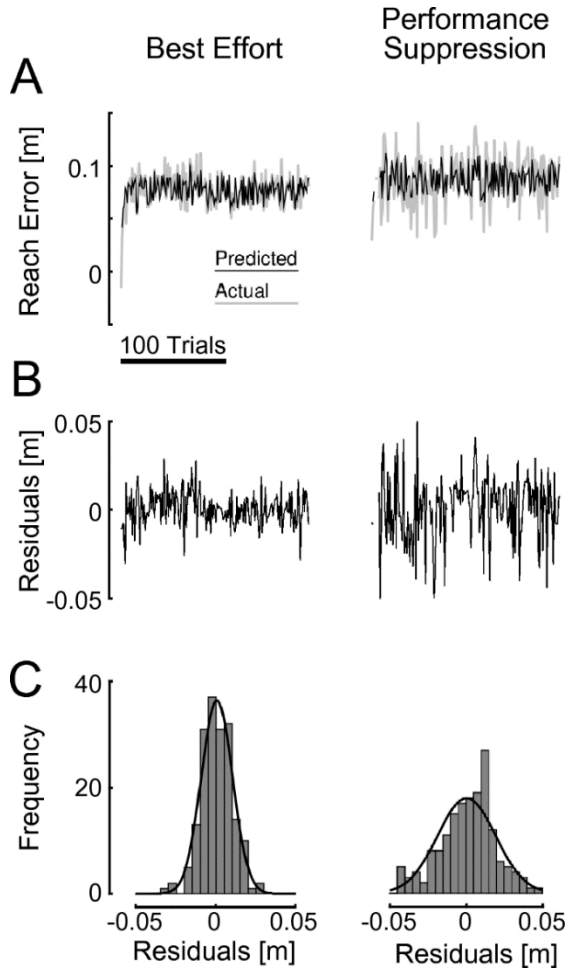 Best Effort
Performance
Suppression
A
Reach Error [m]
0.1
0
Predicted
Actual
100 Trials
B
Residuals [m]
0.05
0
-0.05
C
Frequency
40
20
0
-0.05 0 0.05
-0.05 0 0.05
Residuals [m]
Residuals [m]